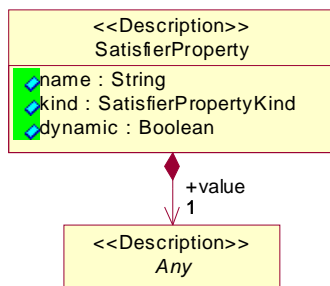 <<Description>>
SatisfierProperty
name : String
kind : SatisfierPropertyKind
dynamic : Boolean
+value
1
<<Description>>
Any